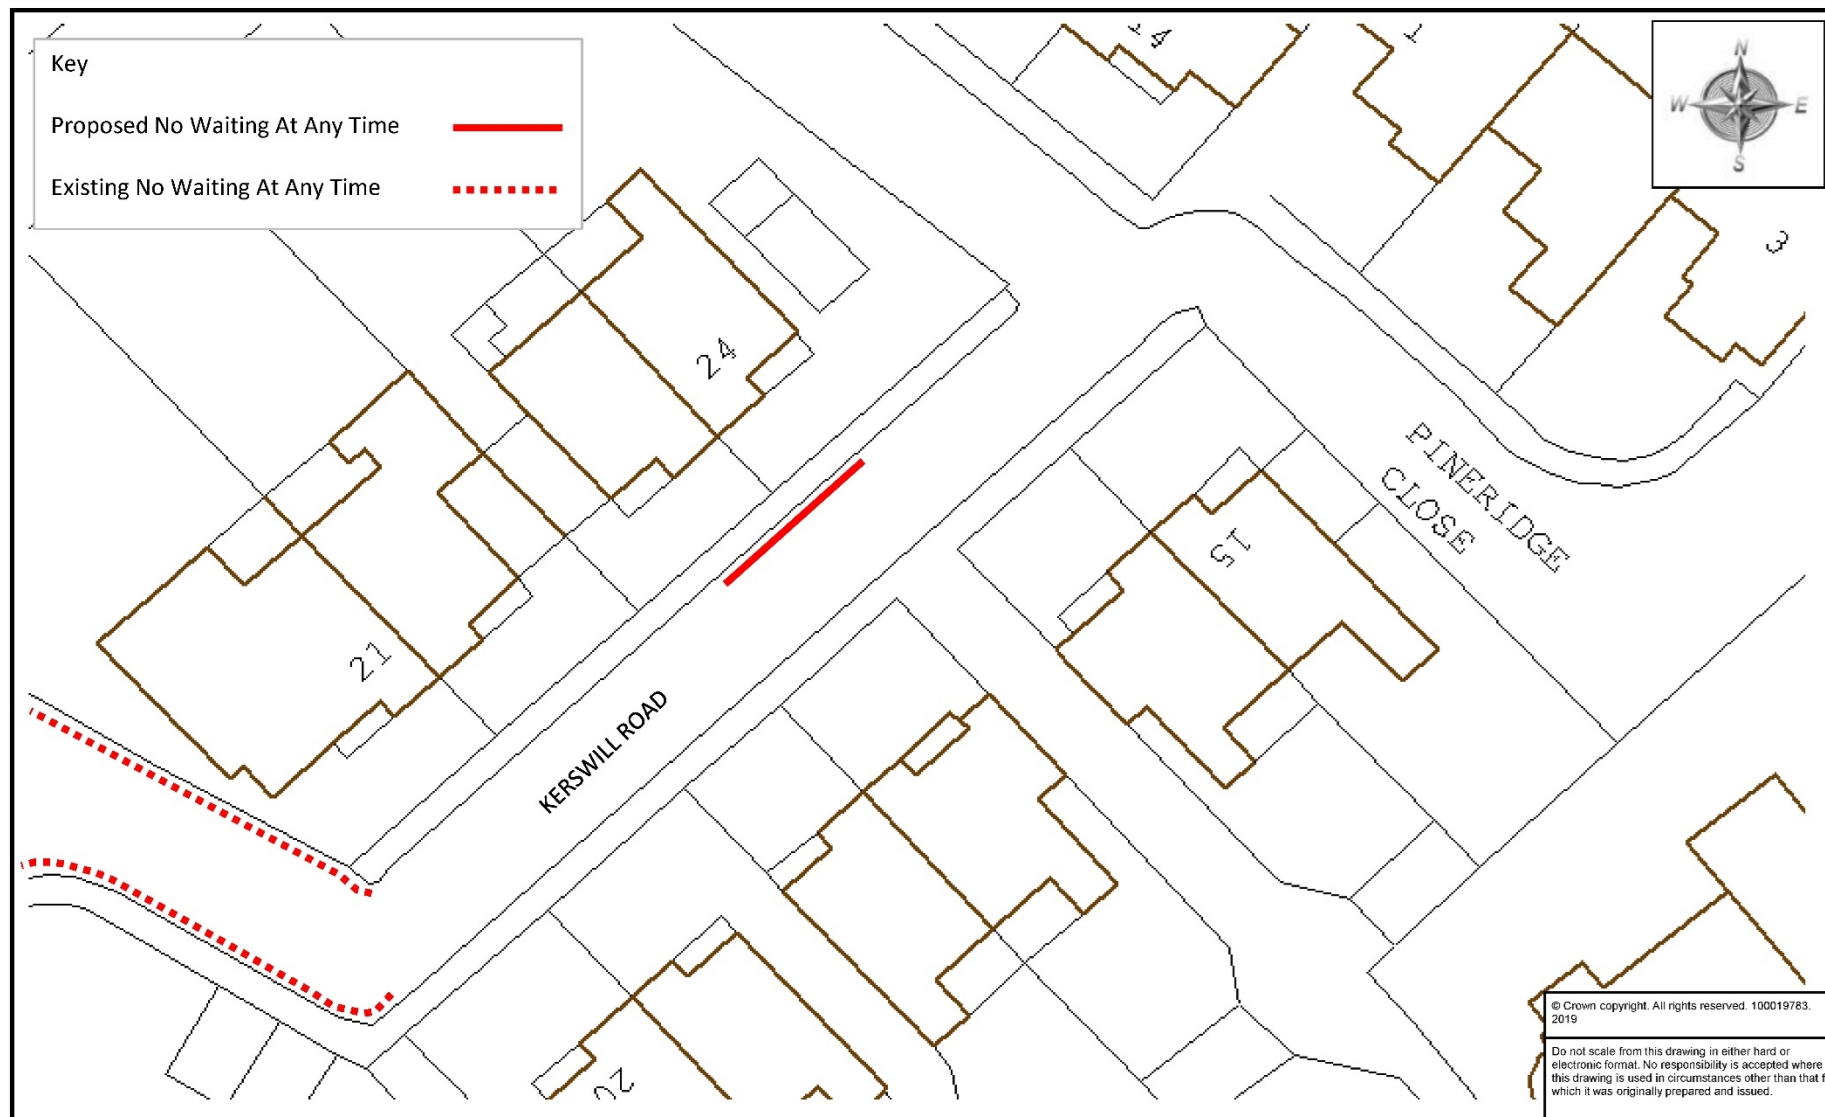 Key
Proposed No Waiting At Any Time
Existing No Waiting At Any Time
N
W E
S
14
1
3
24
15
21
PINERIDGE
CLOSE
KERSWILL ROAD
20
© Crown copyright. All rights reserved. 100019783.
2019
Do not scale from this drawing in either hard or
electronic format. No responsibility is accepted where
this drawing is used in circumstances other than that f
which it was originally prepared and issued.